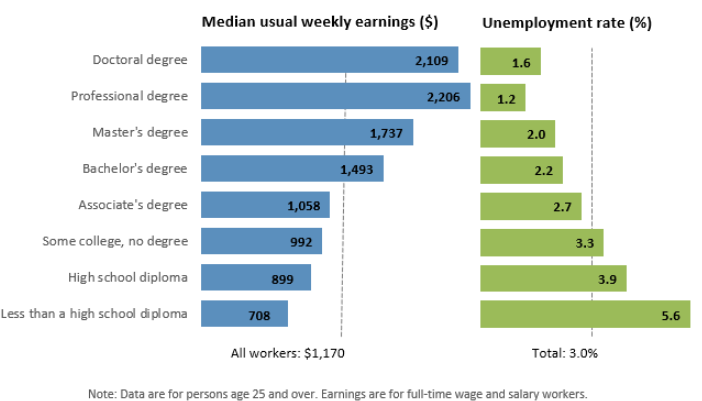 Median usual weekly earnings ($) Unemployment rate (%)
Doctoral degree 2,109 1.6
Professional degree 2,206 1.2
Master's degree 1,737 2.0
Bachelor's degree 1,493 2.2
Associate's degree 1,058 2.7
Some college, no degree 992 3.3
High school diploma 899 3.9
Less than a high school diploma 708 5.6
All workers: $1,170 Total: 3.0%
Note: Data are for persons age 25 and over. Earnings are for full-time wage and salary workers.